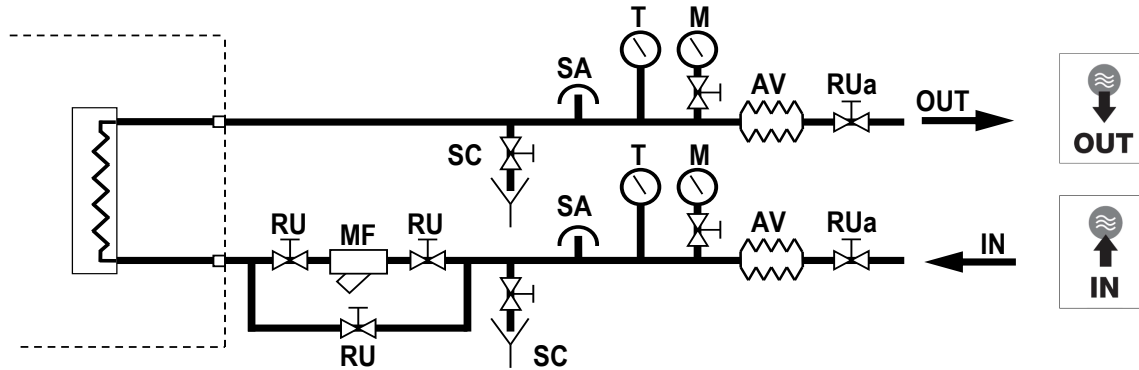 T M
SA AV RUa OUT
SC
OUT
T M
SA AV RUa
RU MF RU
IN
IN
RU
SC